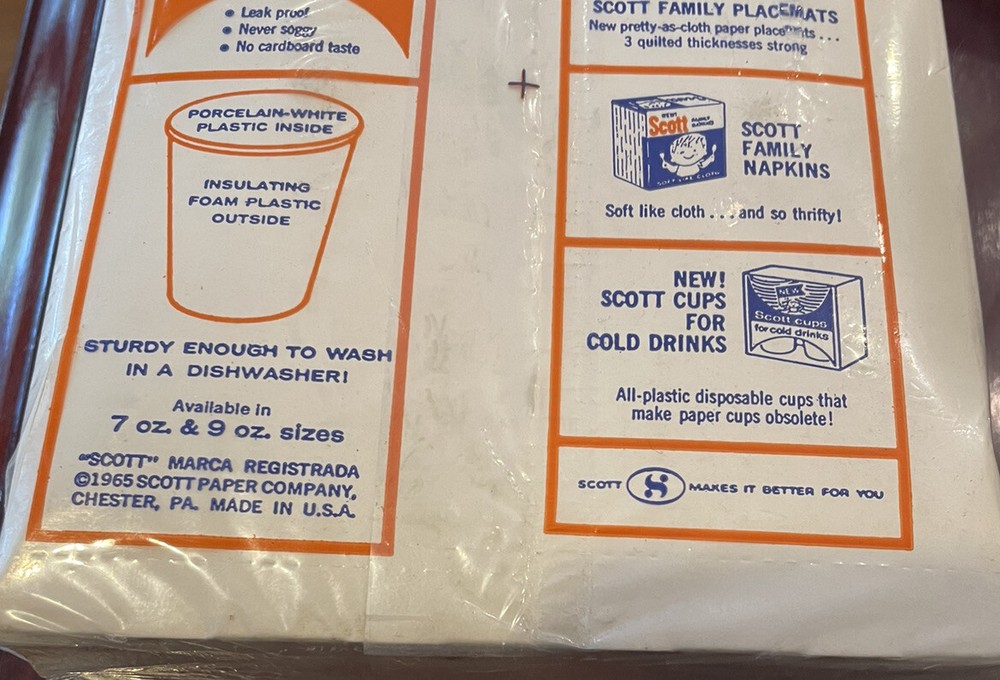 Leak proof
Never soggy
No cardboard taste
PORCELAIN-WHITE
PLASTIC INSIDE
INSULATING
FOAM PLASTIC
OUTSIDE
STURDY ENOUGH TO WASH
IN A DISHWASHER!
Available in
7 oz. & 9 oz. sizes
"SCOTT" MARCA REGISTRADA
©1965 SCOTT PAPER COMPANY,
CHESTER, PA. MADE IN U.S.A.
SCOTT FAMILY PLACEMATS
New pretty-as-cloth paper placemats ...
3 quilted thicknesses strong
NEW!
Scott
SOFT LIKE CLOTH
SCOTT
FAMILY
NAPKINS
Soft like cloth ... and so thrifty!
NEW!
SCOTT CUPS
FOR
COLD DRINKS
NEW
Scott cups
for cold drinks
All-plastic disposable cups that
make paper cups obsolete!
SCOTT S MAKES IT BETTER FOR YOU